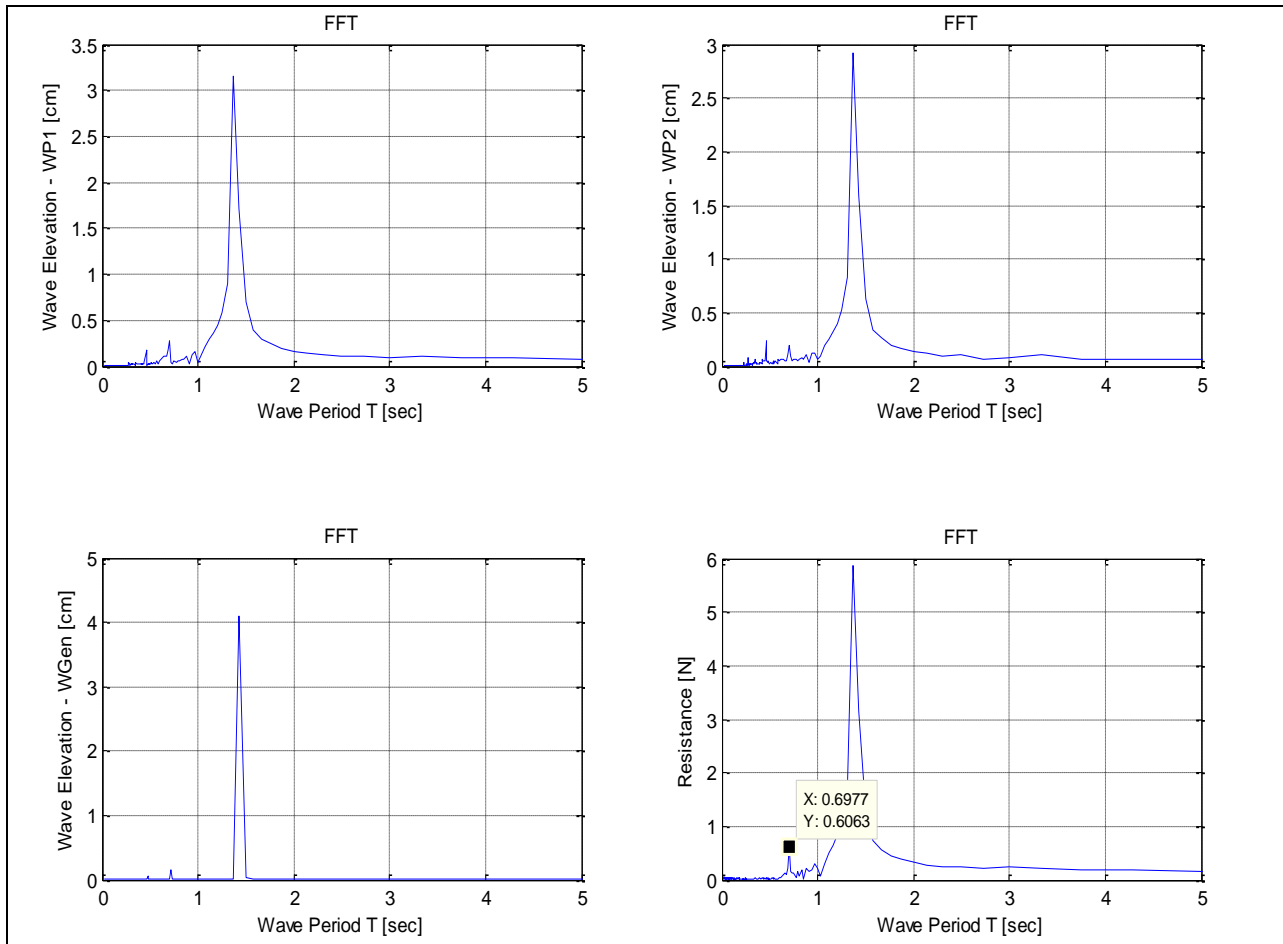 FFT
3.5
3
2.5
2
1.5
1
0.5
0
0 1 2 3 4 5
Wave Elevation - WP1 [cm]
Wave Period T [sec]
FFT
3
2.5
2
1.5
1
0.5
0
0 1 2 3 4 5
Wave Elevation - WP2 [cm]
Wave Period T [sec]
FFT
5
4
3
2
1
0
0 1 2 3 4 5
Wave Elevation - WGen [cm]
Wave Period T [sec]
FFT
6
5
4
3
2
1
0
0 1 2 3 4 5
Resistance [N]
X: 0.6977
Y: 0.6063
Wave Period T [sec]